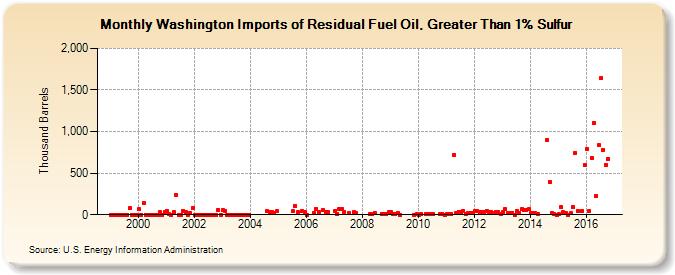 Monthly Washington Imports of Residual Fuel Oil, Greater Than 1% Sulfur
Thousand Barrels
2,000
1,500
1,000
500
0
2000 2002 2004 2006 2008 2010 2012 2014 2016
Source: U.S. Energy Information Administration